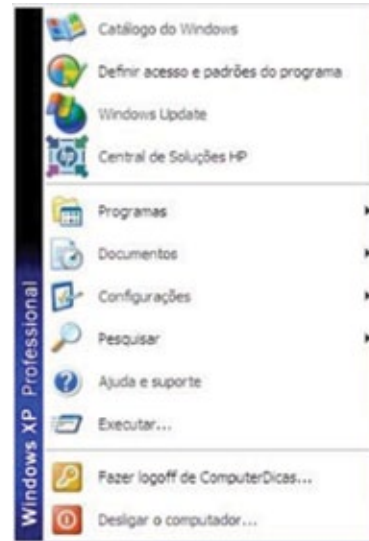 Catálogo do Windows
Definir acesso e padrões do programa
Windows Update
Central de Soluções HP
Programas
Documentos
Configurações
Pesquisar
Ajuda e suporte
Executar...
Fazer logoff de ComputerDicas...
Desligar o computador...
Windows XP Professional